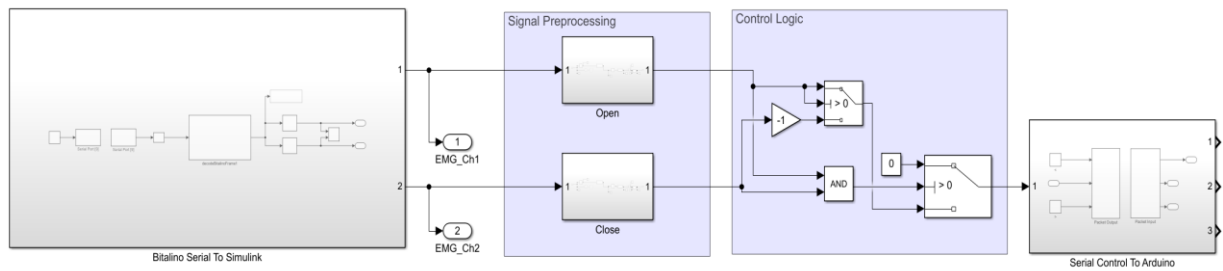 Signal Preprocessing
Control Logic
1
1
1
Open
> 0
-1
1
EMG_Ch1
0
1
1
2
2
1
1
AND
> 0
3
2
EMG_Ch2
Close
Bitalino Serial To Simulink
Serial Control To Arduino